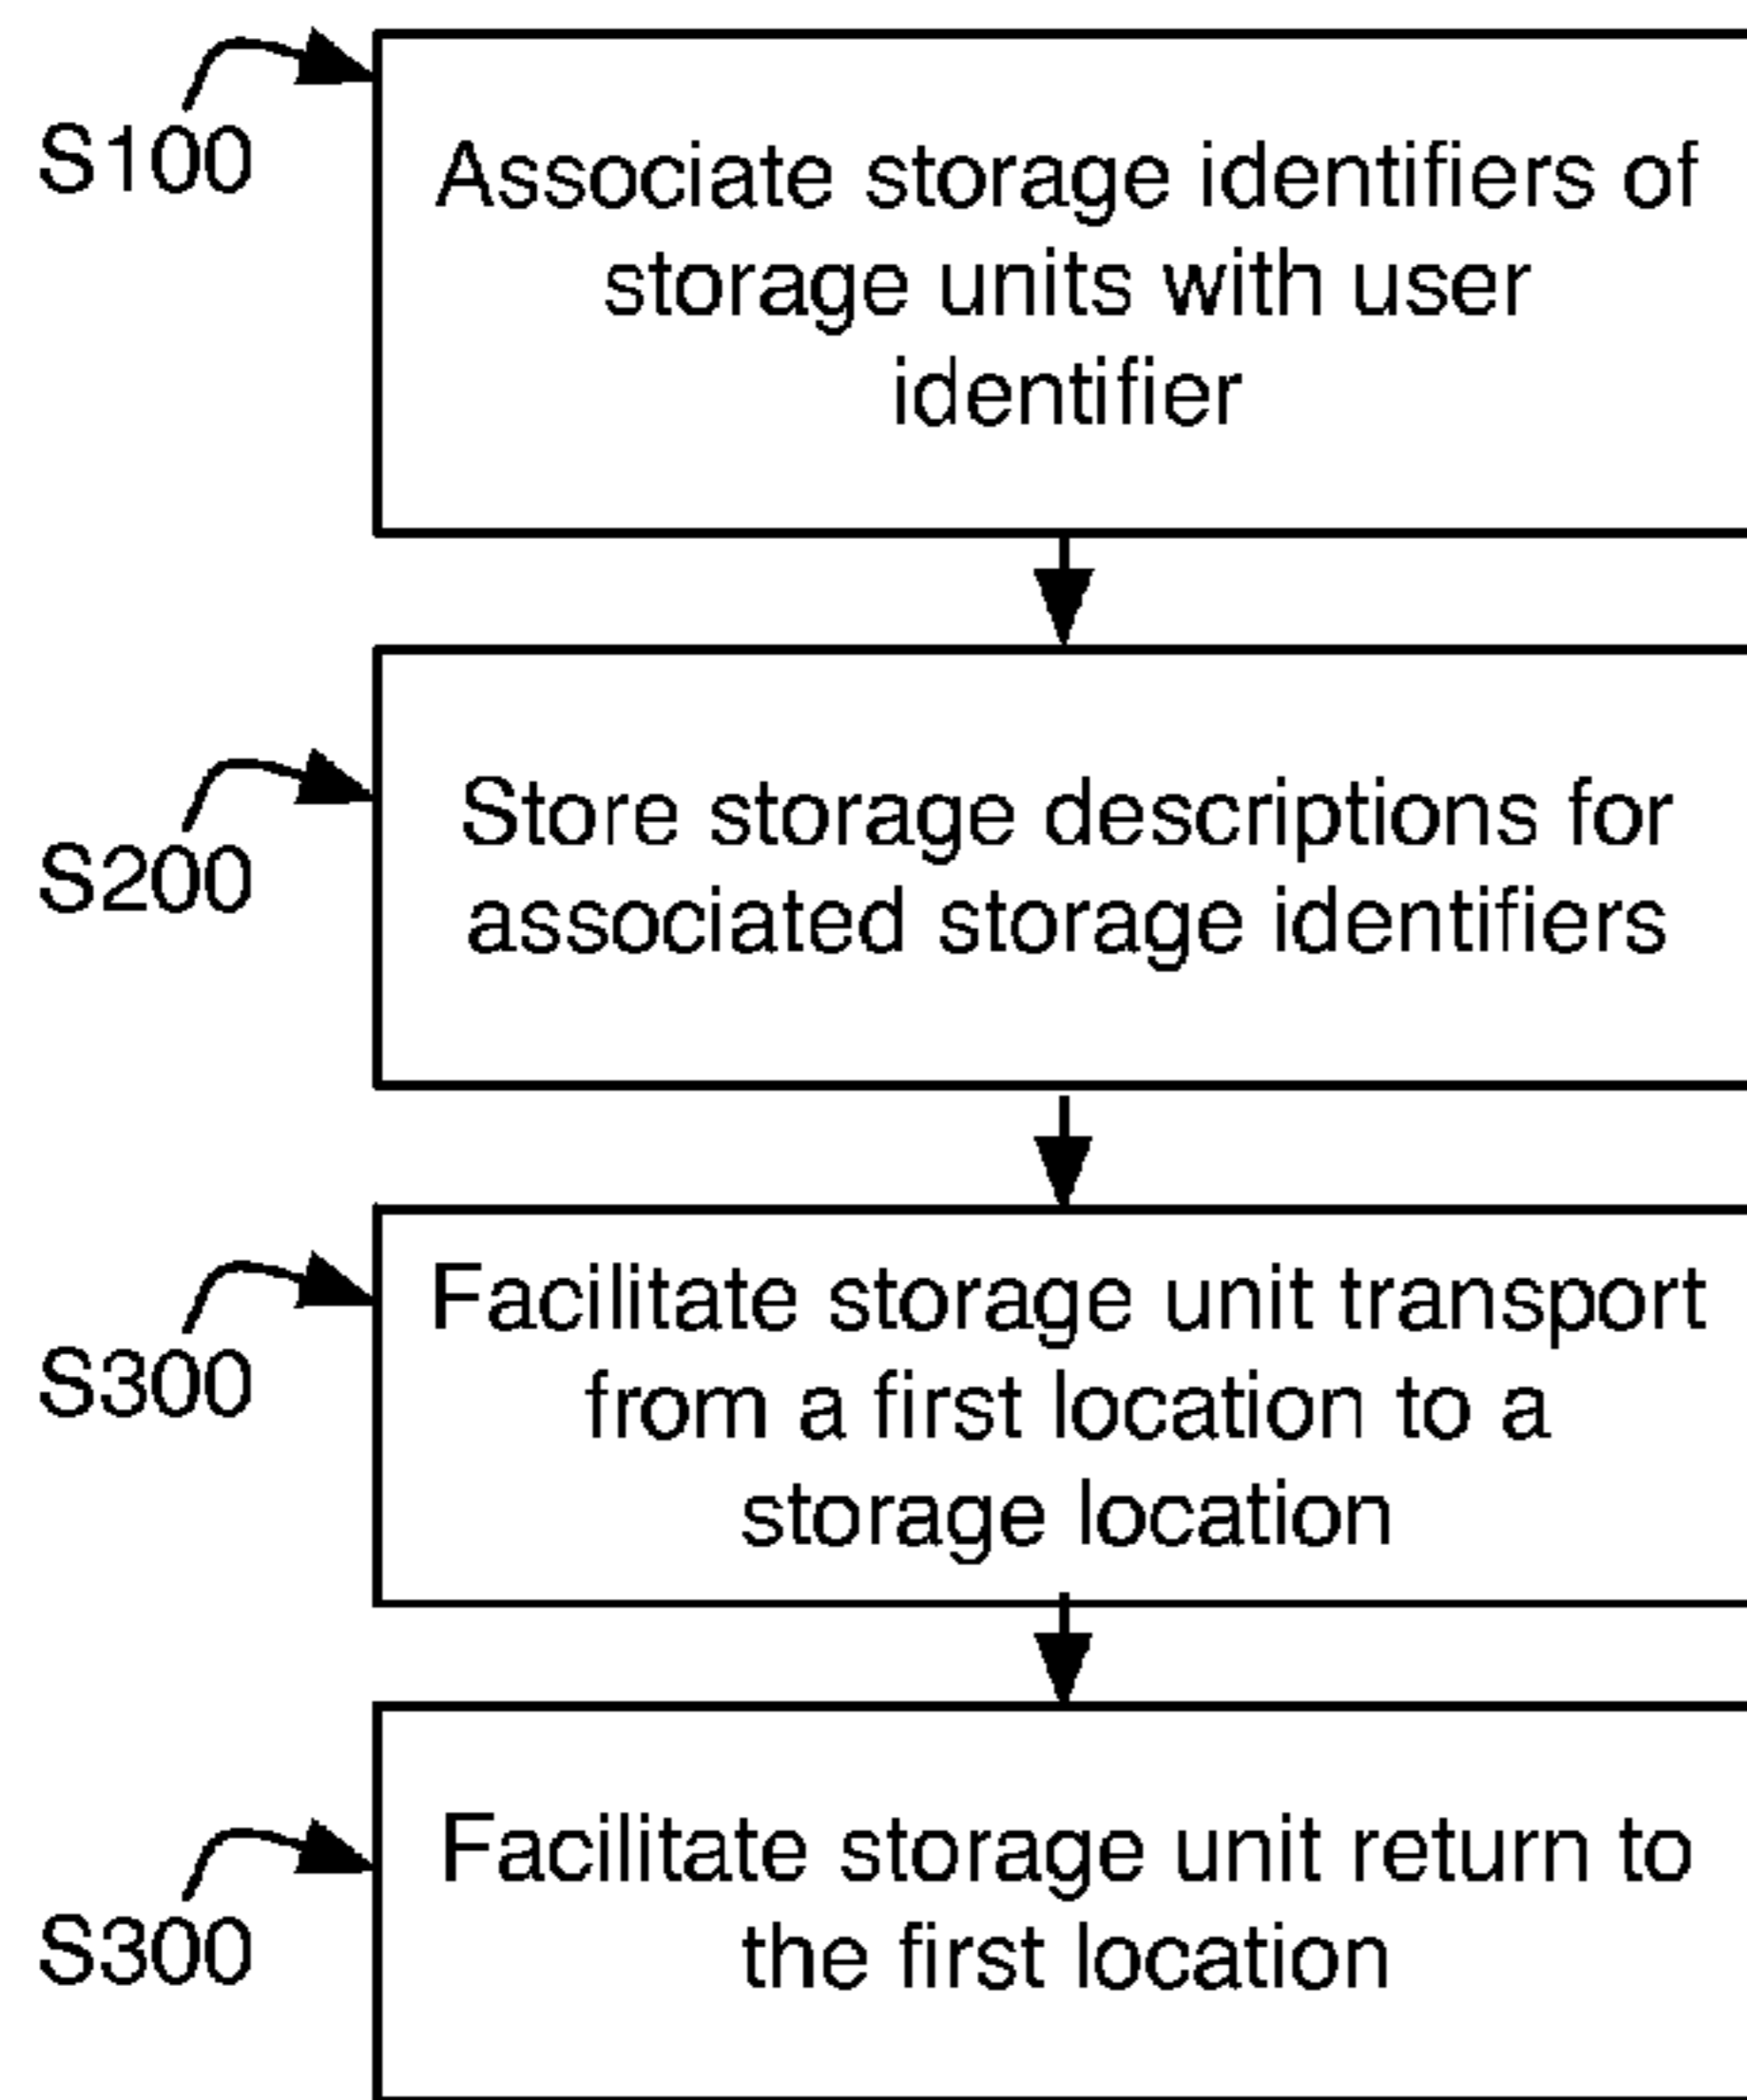 S100
Associate storage identifiers of
storage units with user
identifier
S200
Store storage descriptions for
associated storage identifiers
S300
Facilitate storage unit transport
from a first location to a
storage location
S300
Facilitate storage unit return to
the first location